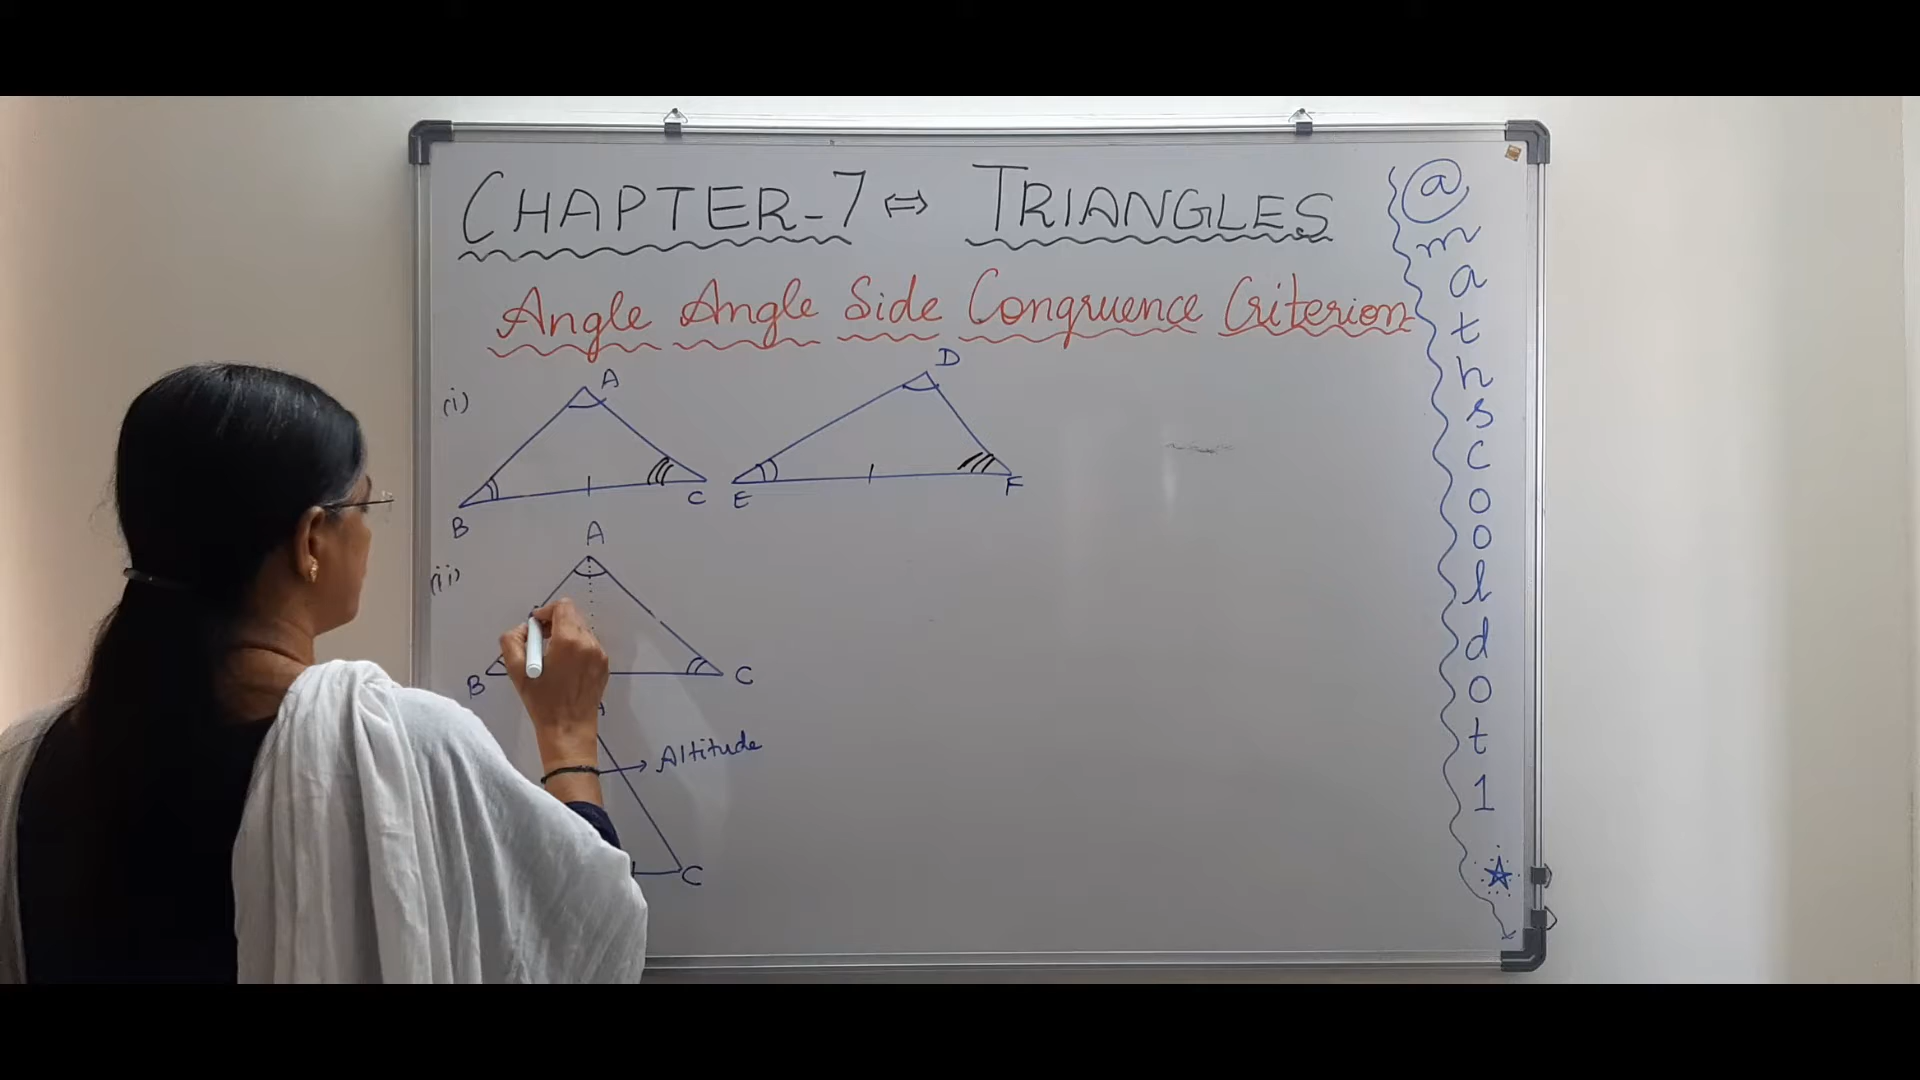 CHAPTER-7 ⇔ TRIANGLES
Angle Angle Side Congruence Criterion
(i)
A
B
C
D
E
F
(ii)
A
B
C
Altitude
C
@mathscooldot1